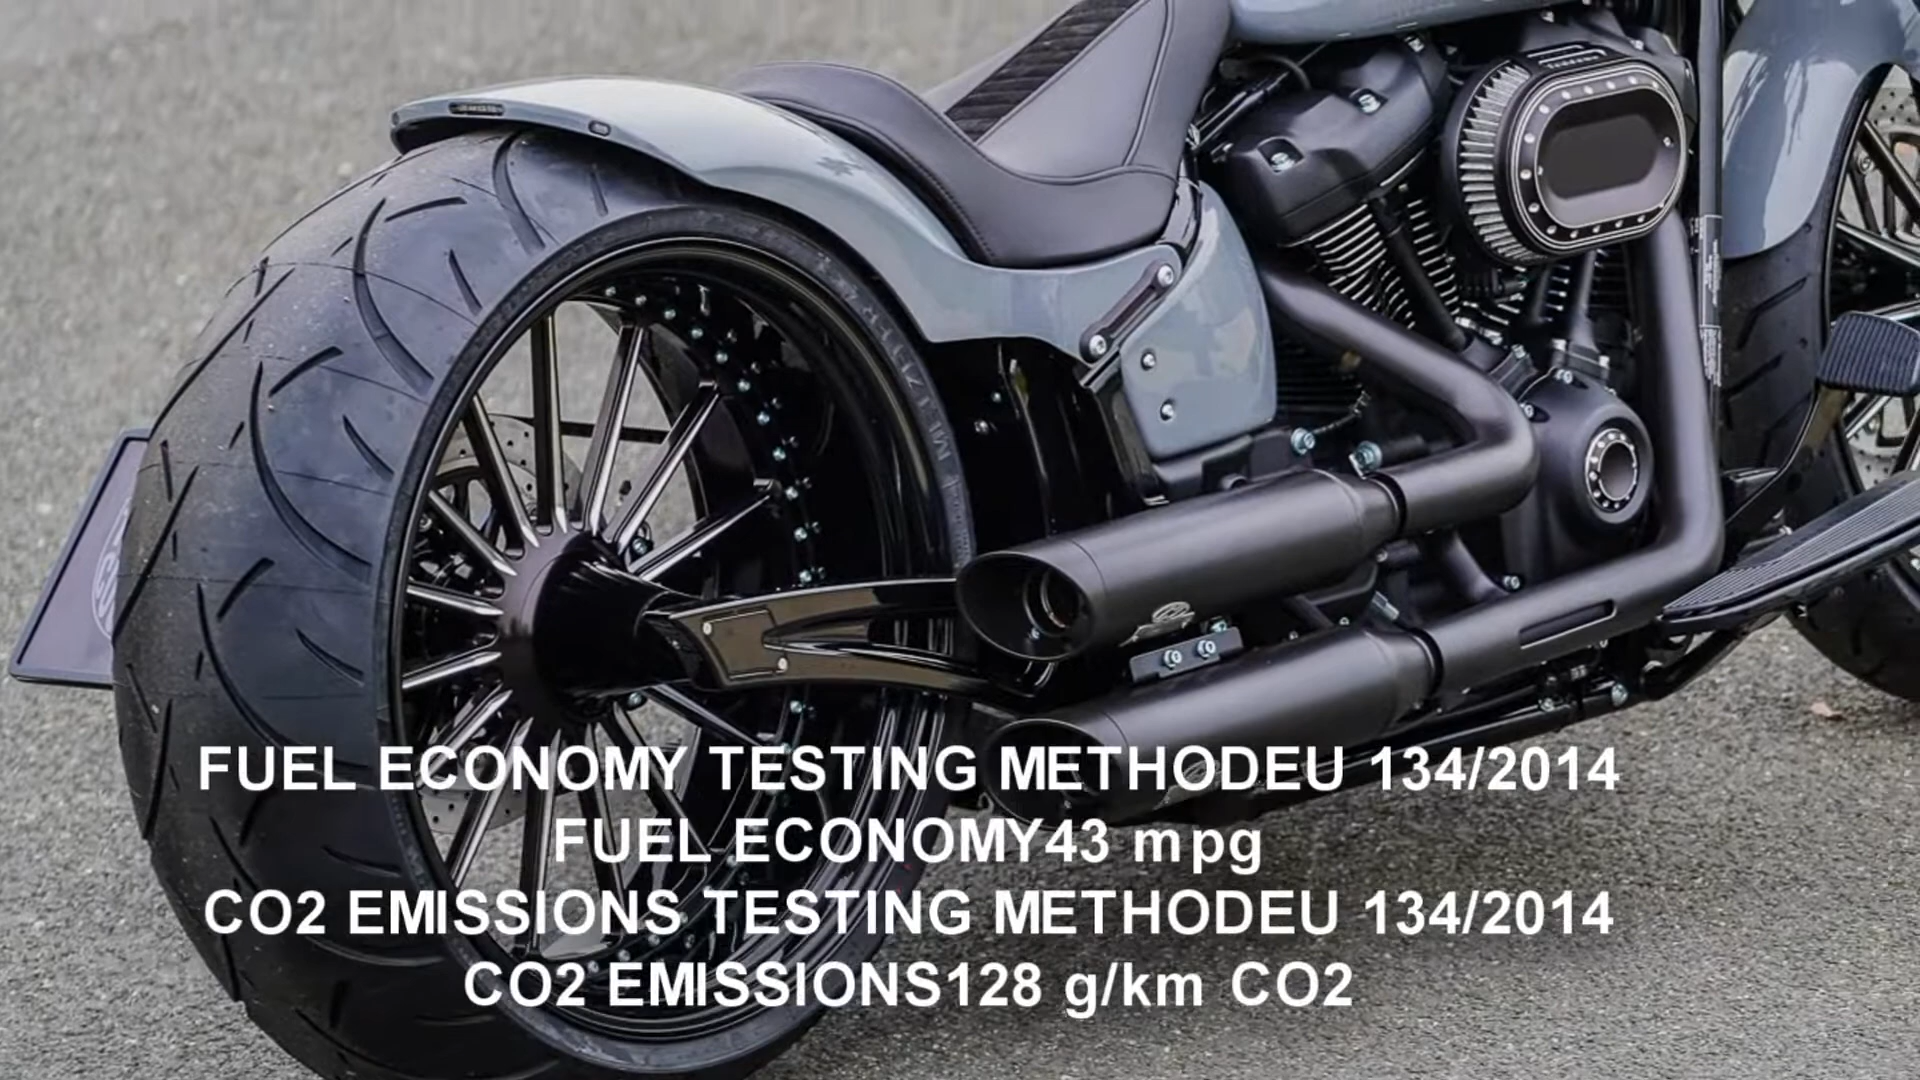 FUEL ECONOMY TESTING METHODEU 134/2014
FUEL ECONOMY43 mpg
CO2 EMISSIONS TESTING METHODEU 134/2014
CO2 EMISSIONS128 g/km CO2